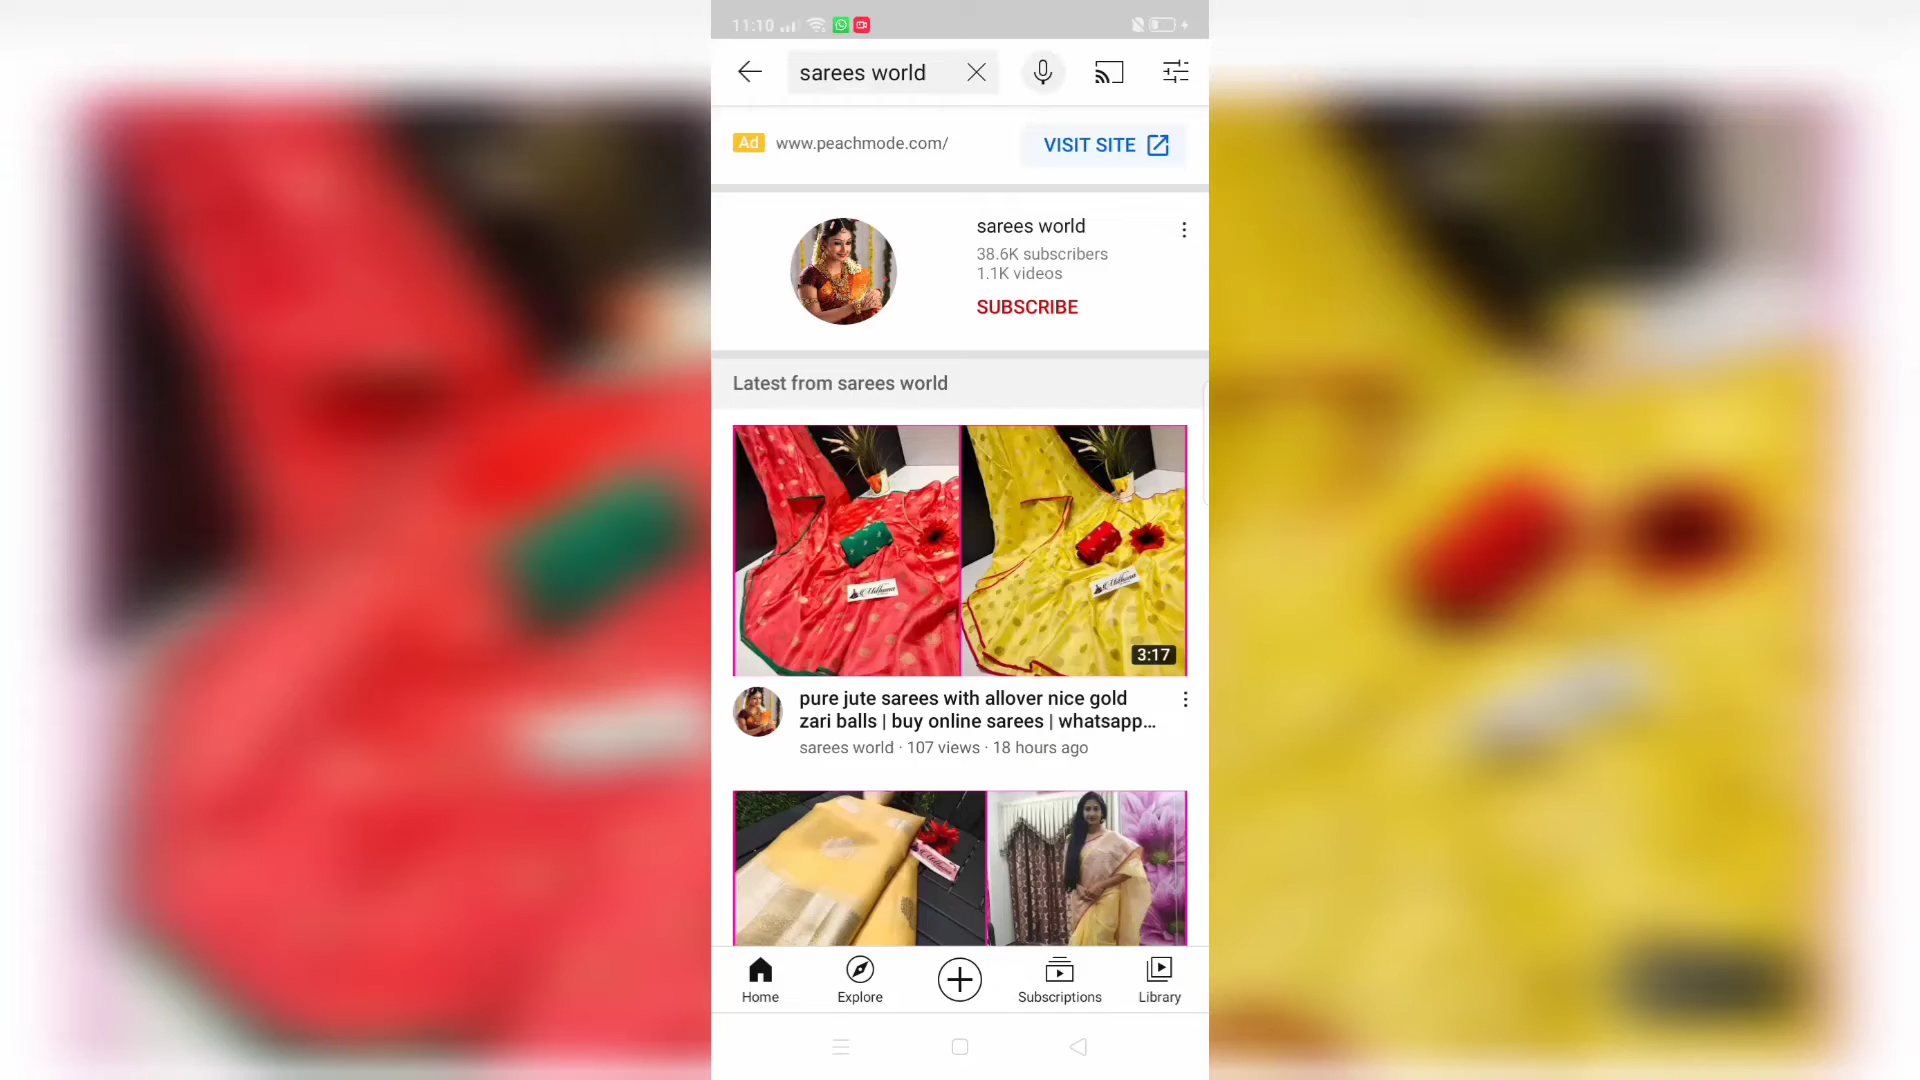 11:10
sarees world
Ad www.peachmode.com/ VISIT SITE
sarees world
38.6K subscribers
1.1K videos
SUBSCRIBE
Latest from sarees world
3:17
pure jute sarees with allover nice gold
zari balls | buy online sarees | whatsapp...
sarees world · 107 views · 18 hours ago
Home Explore Subscriptions Library